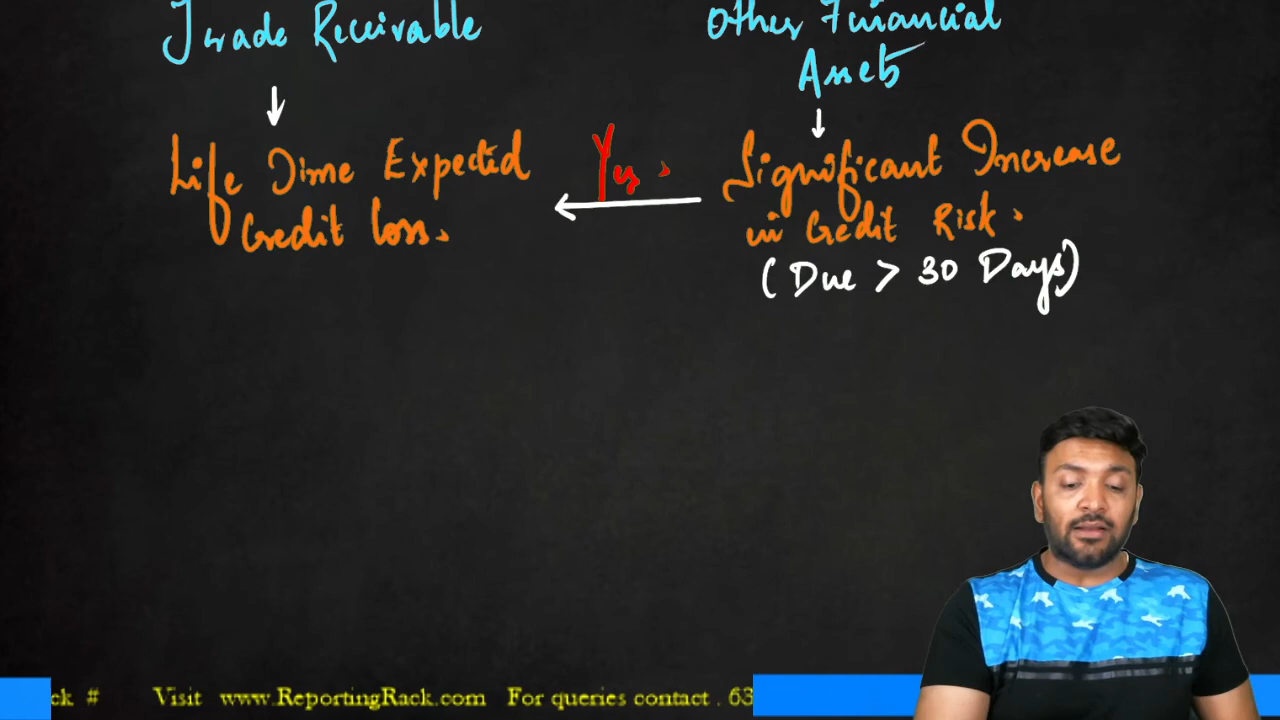 Trade Receivable
Other Financial
Assets
Life Time Expected
Credit loss.
Yes.
Significant Increase
in Credit Risk.
(Due > 30 Days)
# Visit www.ReportingRack.com For queries contact . 63